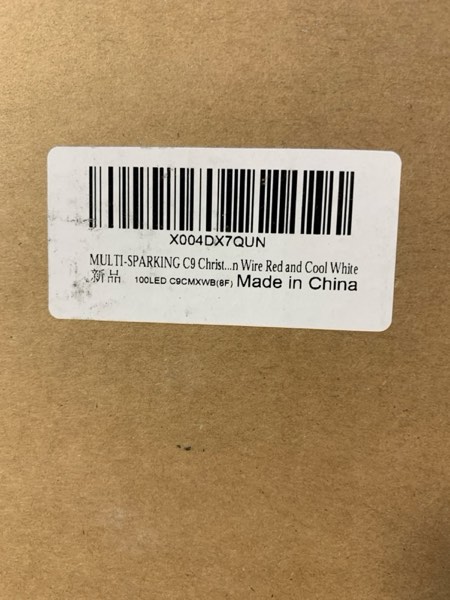 X004DX7QUN
MULTI-SPARKING C9 Christ...n Wire Red and Cool White
新品 100LED C9CMXWB(8F) Made in China